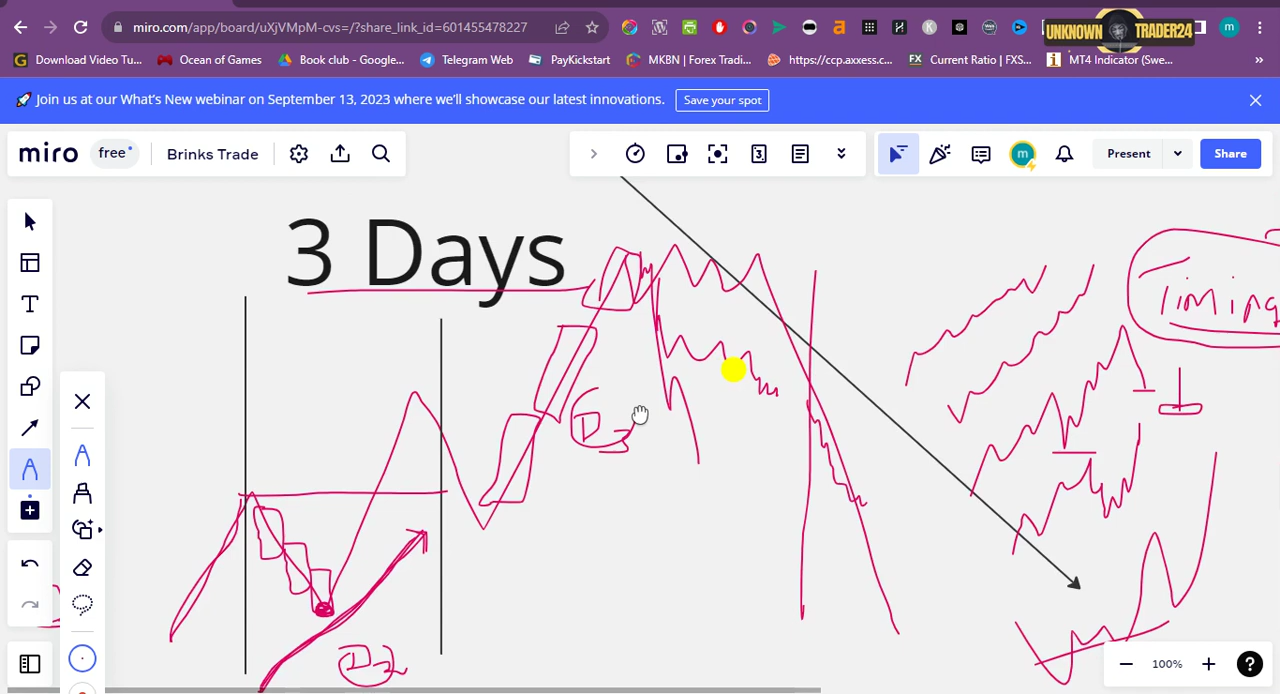 miro.com/app/board/uXjVMpM-cvs=/?share_link_id=601455478227
UNKNOWN TRADER24
m
Download Video Tu...
Ocean of Games
Book club - Google...
Telegram Web
PayKickstart
MKBN | Forex Tradi...
https://ccp.axxess.c...
FX Current Ratio | FXS...
MT4 Indicator (Swe...
»
🚀 Join us at our What's New webinar on September 13, 2023 where we'll showcase our latest innovations.
Save your spot
miro
free
Brinks Trade
m
Present
Share
3 Days
Timing
D3
D2
100%